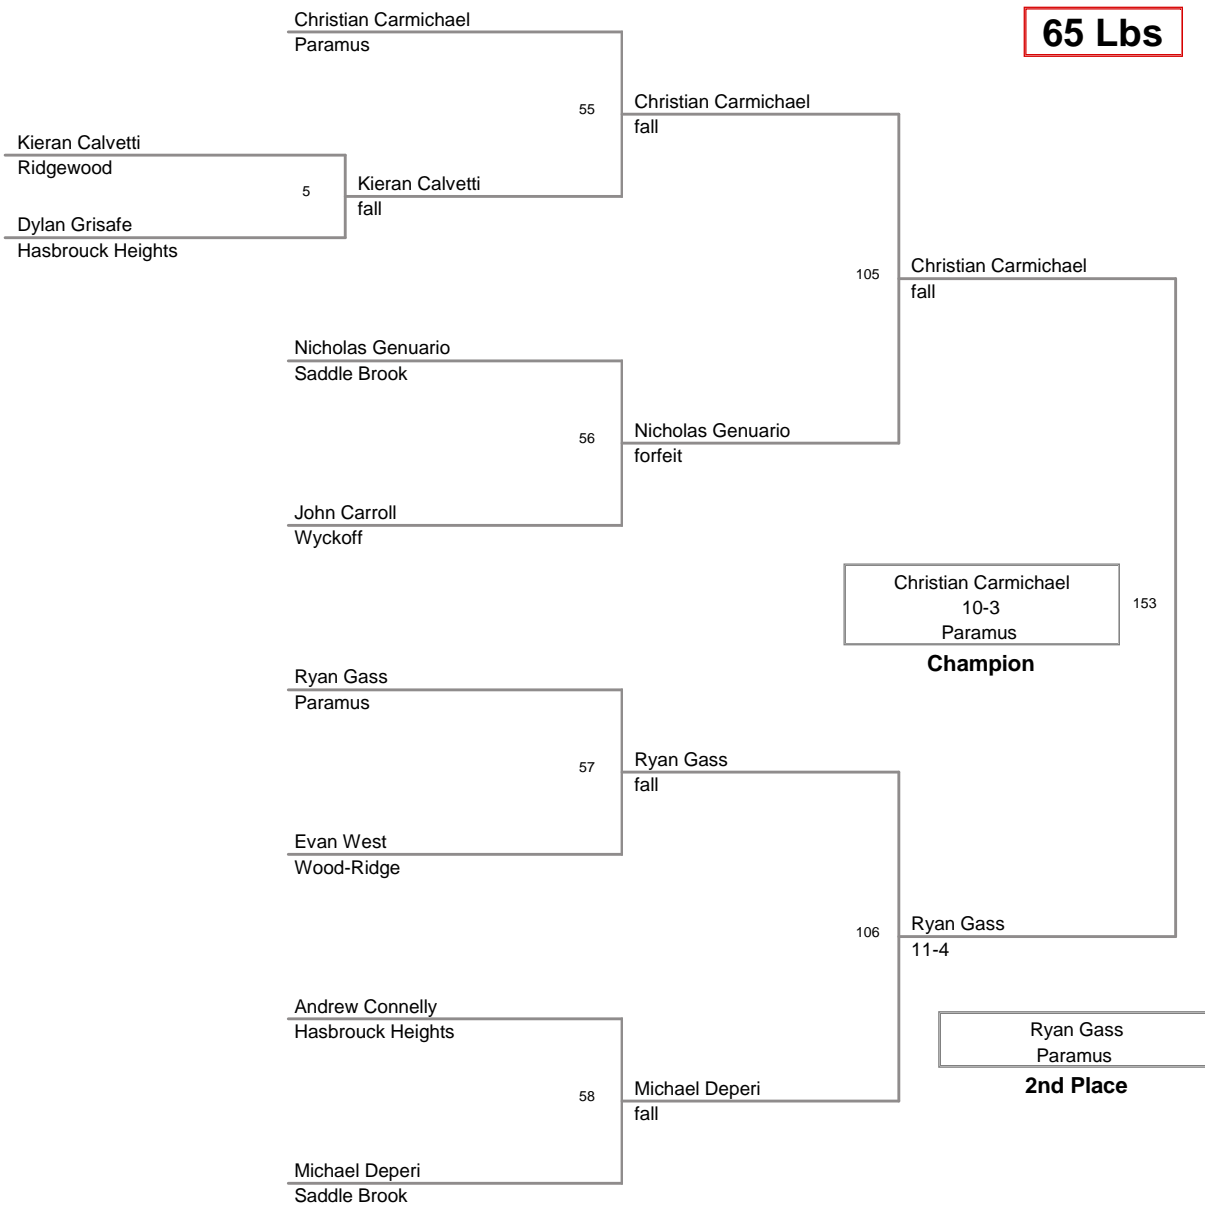 Christian Carmichael
Paramus
65 Lbs
55
Christian Carmichael
fall
Kieran Calvetti
Ridgewood
5
Kieran Calvetti
fall
Dylan Grisafe
Hasbrouck Heights
105
Christian Carmichael
fall
Nicholas Genuario
Saddle Brook
56
Nicholas Genuario
forfeit
John Carroll
Wyckoff
Christian Carmichael
10-3
Paramus
153
Champion
Ryan Gass
Paramus
57
Ryan Gass
fall
Evan West
Wood-Ridge
106
Ryan Gass
11-4
Andrew Connelly
Hasbrouck Heights
Ryan Gass
Paramus
2nd Place
58
Michael Deperi
fall
Michael Deperi
Saddle Brook